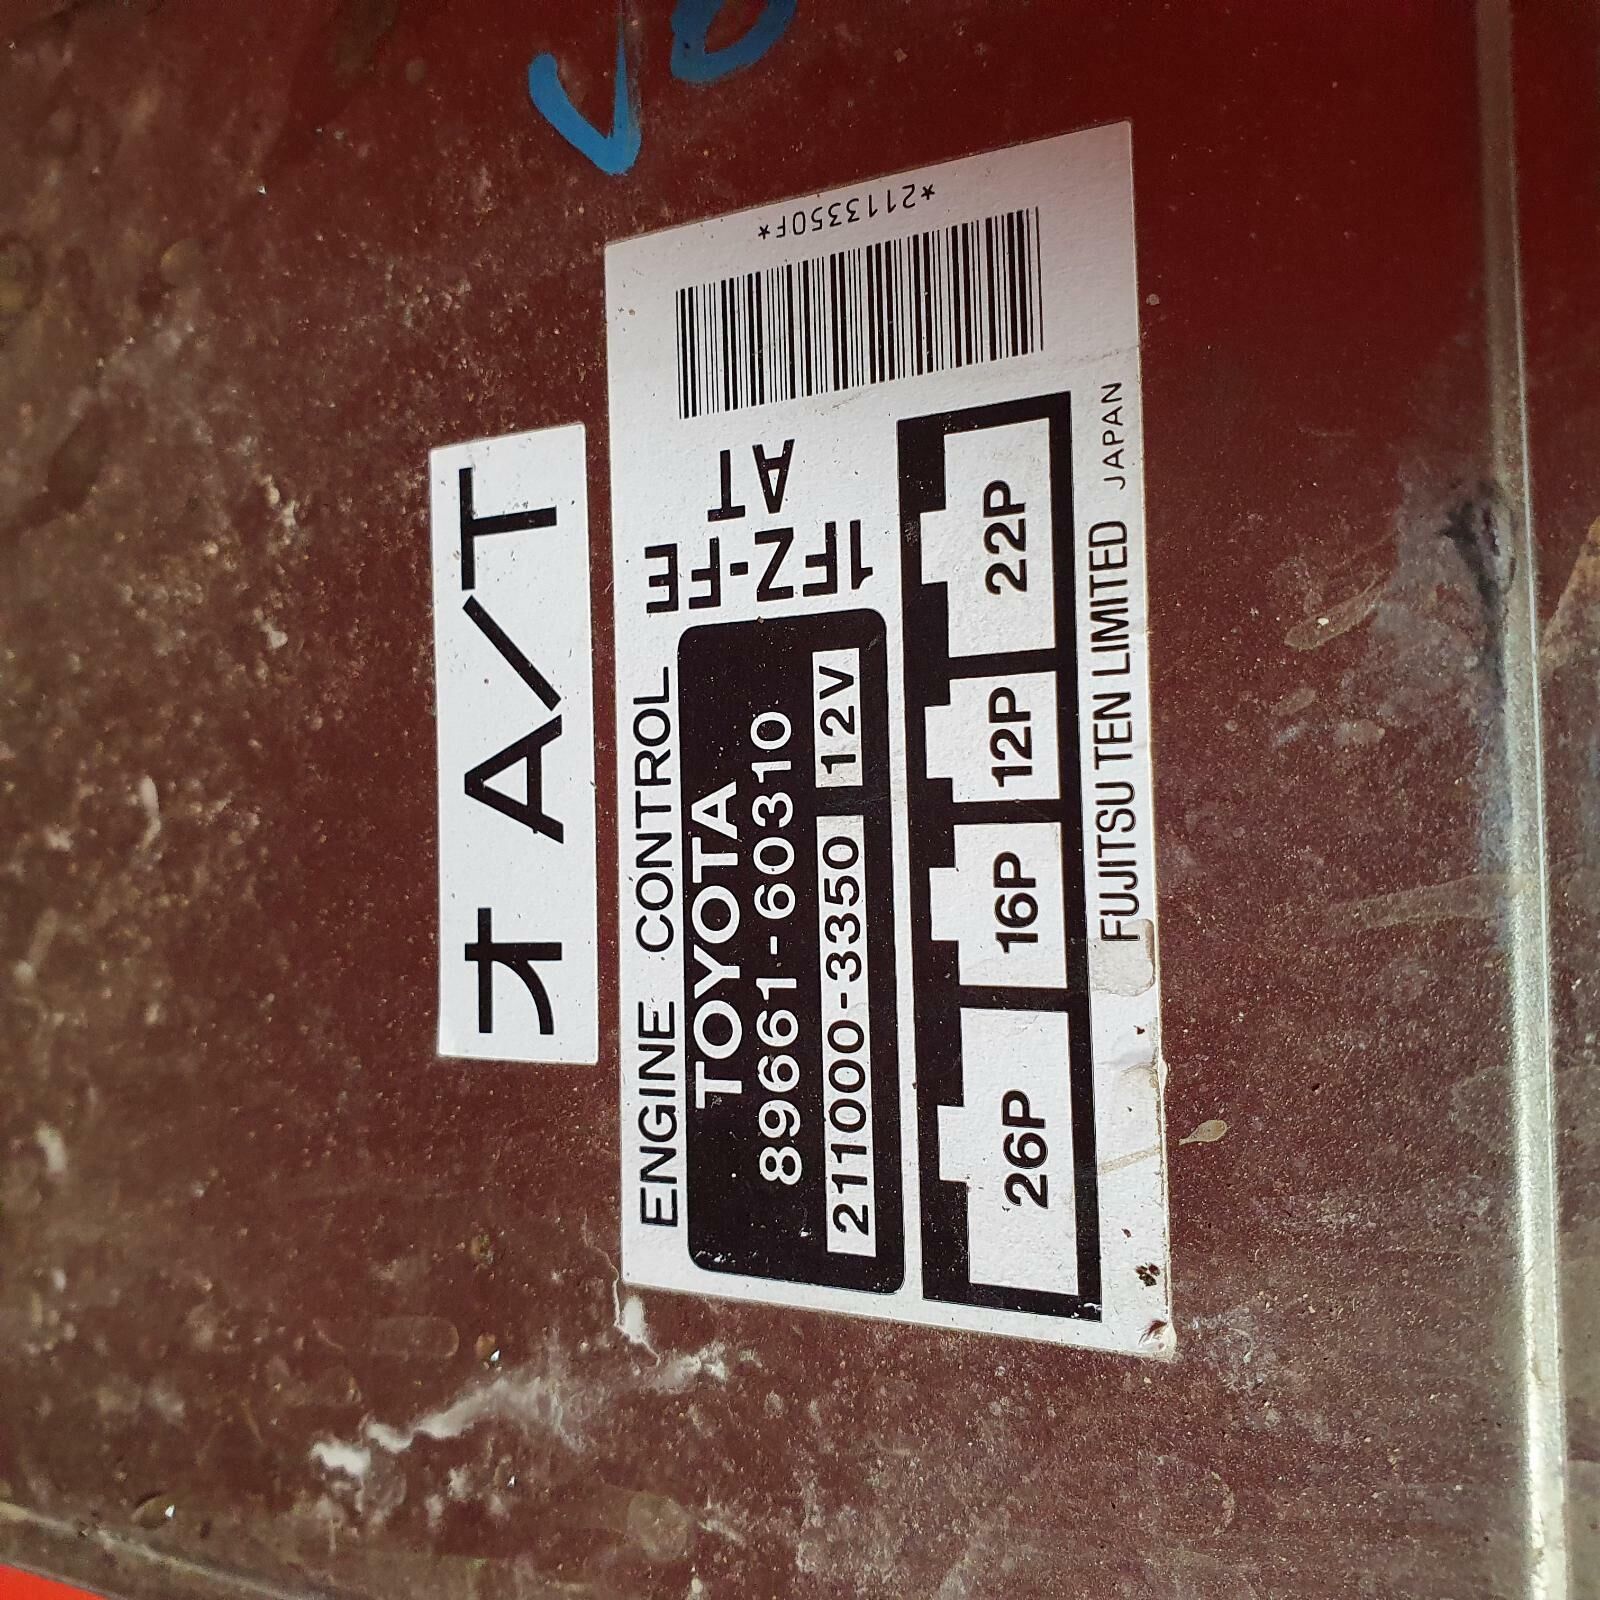 オ A/T
ENGINE CONTROL
TOYOTA
89661-60310
211000-3350 12V
1FZ-FE
AT
26P 16P 12P 22P
FUJITSU TEN LIMITED JAPAN
*2113350F*